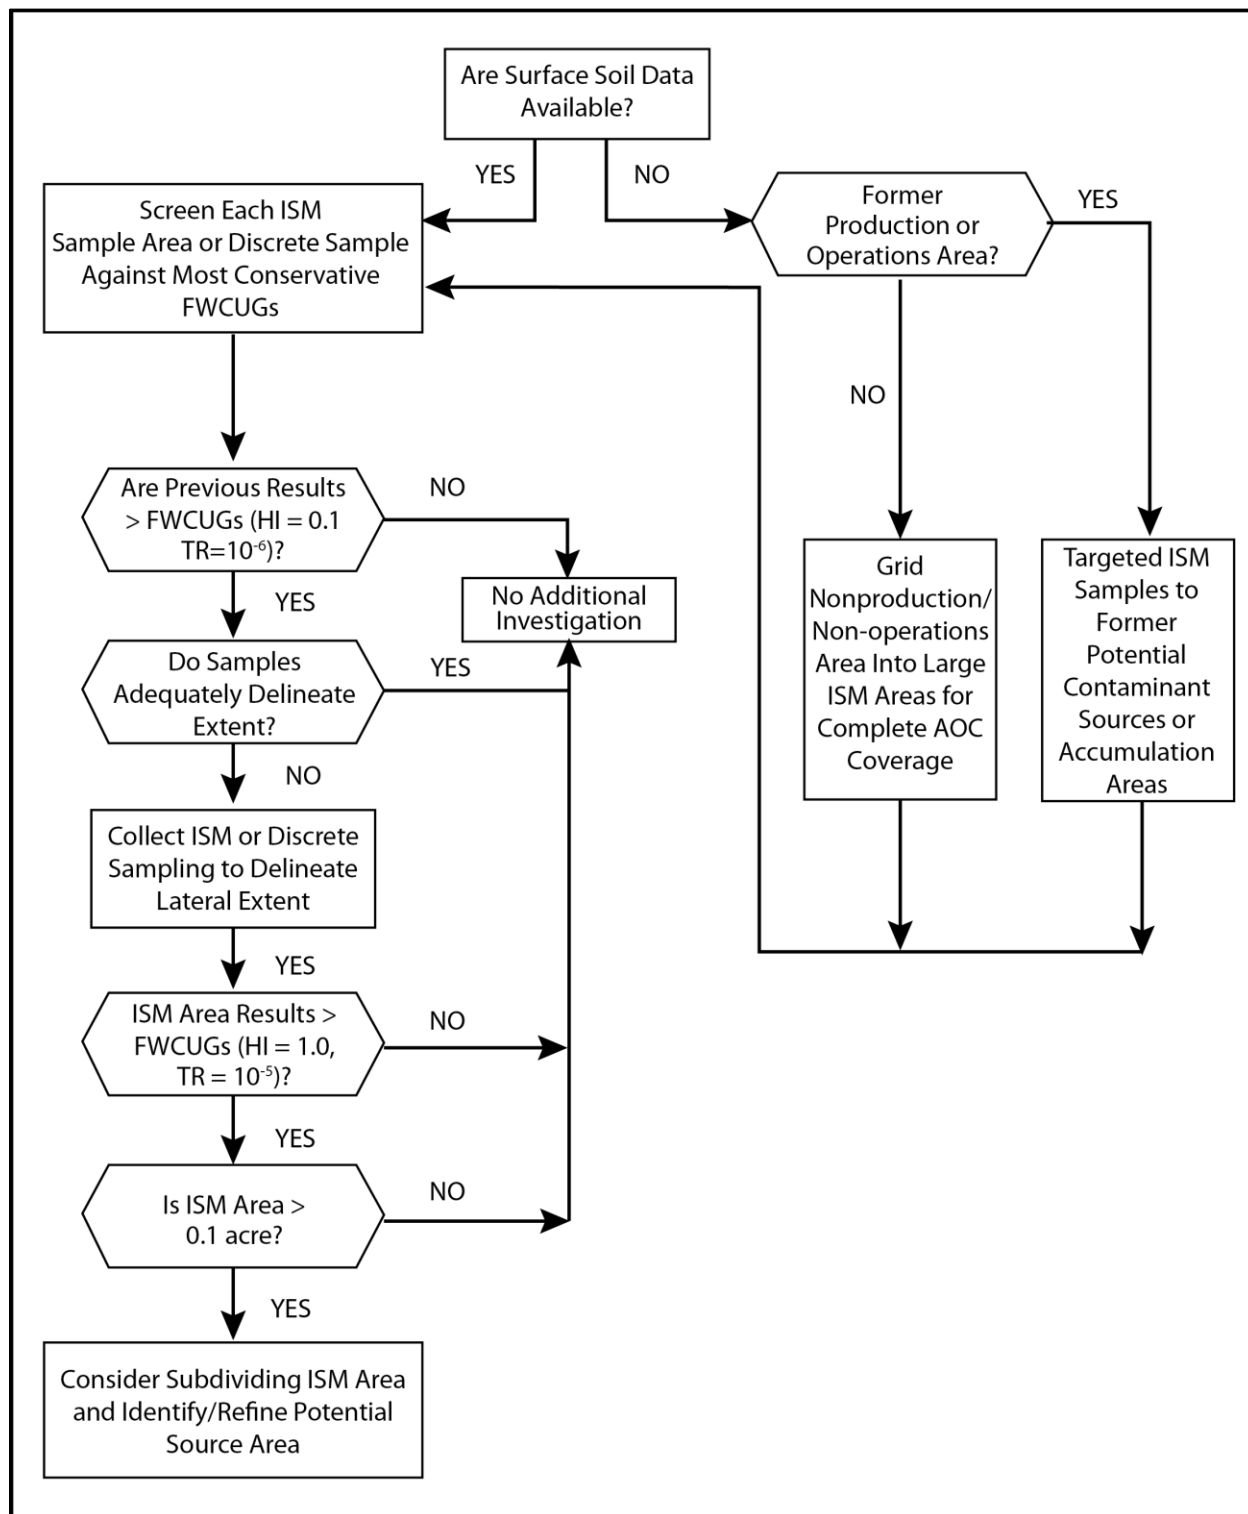 Are Surface Soil Data
Available?
YES
NO
Screen Each ISM
Sample Area or Discrete Sample
Against Most Conservative
FWCUGs
Former
Production or
Operations Area?
YES
NO
Are Previous Results
> FWCUGs (HI = 0.1
TR=10⁻⁶)?
NO
YES
No Additional
Investigation
Grid
Nonproduction/
Non-operations
Area Into Large
ISM Areas for
Complete AOC
Coverage
Targeted ISM
Samples to
Former
Potential
Contaminant
Sources or
Accumulation
Areas
Do Samples
Adequately Delineate
Extent?
YES
NO
Collect ISM or Discrete
Sampling to Delineate
Lateral Extent
YES
ISM Area Results >
FWCUGs (HI = 1.0,
TR = 10⁻⁵)?
NO
YES
Is ISM Area >
0.1 acre?
NO
YES
Consider Subdividing ISM Area
and Identify/Refine Potential
Source Area